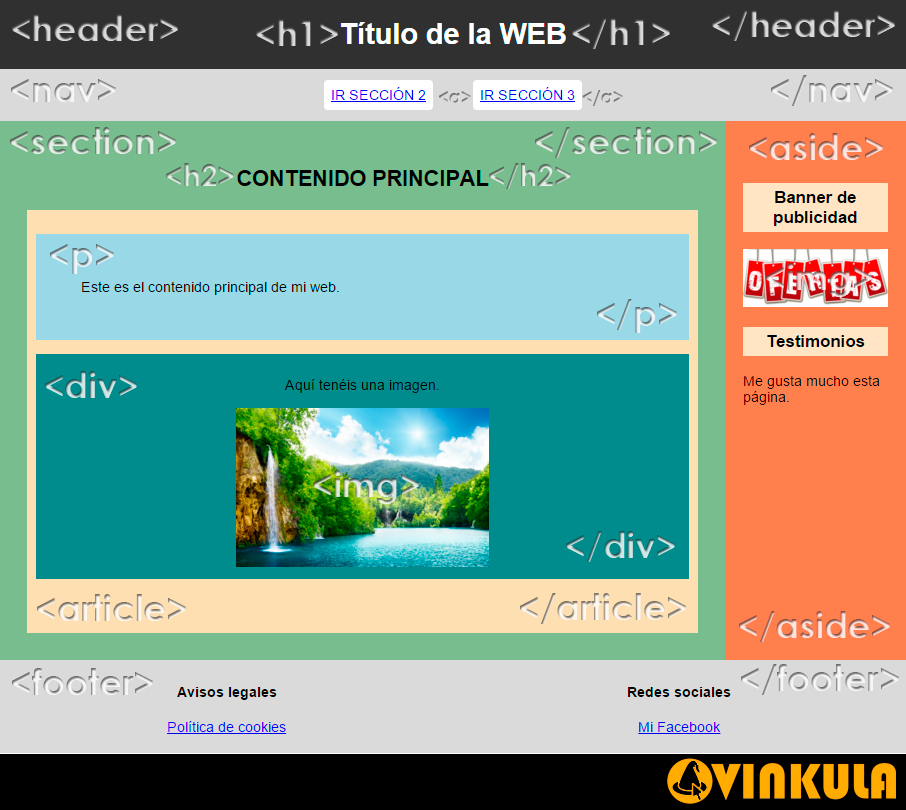 <header> <h1>Título de la WEB</h1> </header>
<nav> IR SECCIÓN 2 <a> IR SECCIÓN 3 </a> </nav>
<section> </section>
<h2>CONTENIDO PRINCIPAL</h2>
<p>
Este es el contenido principal de mi web.
</p>
<div>
Aquí tenéis una imagen.
<img>
</div>
<article> </article>
<aside>
Banner de
publicidad
OFERTAS
<img>
Testimonios
Me gusta mucho esta
página.
</aside>
<footer> </footer>
Avisos legales Redes sociales
Política de cookies Mi Facebook
VINKULA